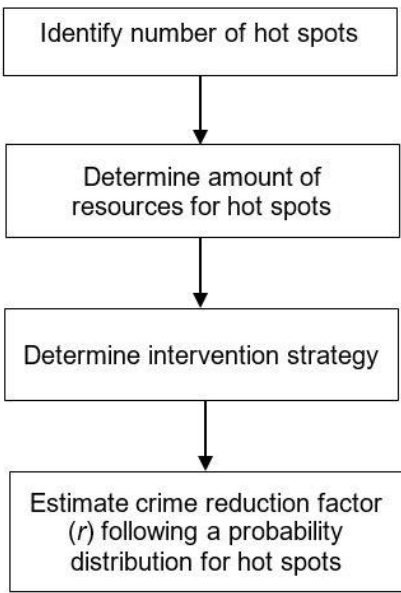 Identify number of hot spots
Determine amount of
resources for hot spots
Determine intervention strategy
Estimate crime reduction factor
(r) following a probability
distribution for hot spots